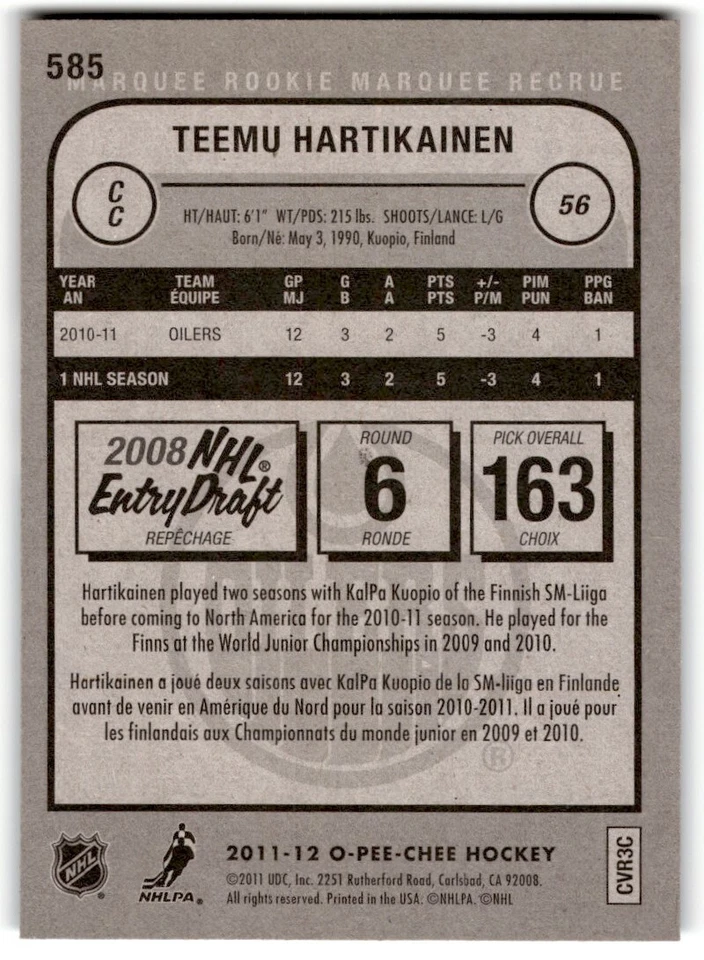 585
MARQUEE ROOKIE MARQUEE RECRUE
TEEMU HARTIKAINEN
C
C
56
HT/HAUT: 6'1" WT/PDS: 215 lbs. SHOOTS/LANCE: L/G
Born/Né: May 3, 1990, Kuopio, Finland
YEAR TEAM GP G A PTS +/- PIM PPG
AN ÉQUIPE MJ B A PTS P/M PUN BAN
2010-11 OILERS 12 3 2 5 -3 4 1
1 NHL SEASON 12 3 2 5 -3 4 1
2008 NHL®
Entry Draft
REPÊCHAGE
ROUND
6
RONDE
PICK OVERALL
163
CHOIX
Hartikainen played two seasons with KalPa Kuopio of the Finnish SM-Liiga
before coming to North America for the 2010-11 season. He played for the
Finns at the World Junior Championships in 2009 and 2010.
Hartikainen a joué deux saisons avec KalPa Kuopio de la SM-liiga en Finlande
avant de venir en Amérique du Nord pour la saison 2010-2011. Il a joué pour
les finlandais aux Championnats du monde junior en 2009 et 2010.
®
NHL®
NHLPA®
2011-12 O-PEE-CHEE HOCKEY
©2011 UDC, Inc. 2251 Rutherford Road, Carlsbad, CA 92008.
All rights reserved. Printed in the USA. ©NHLPA. ©NHL
CVR3C